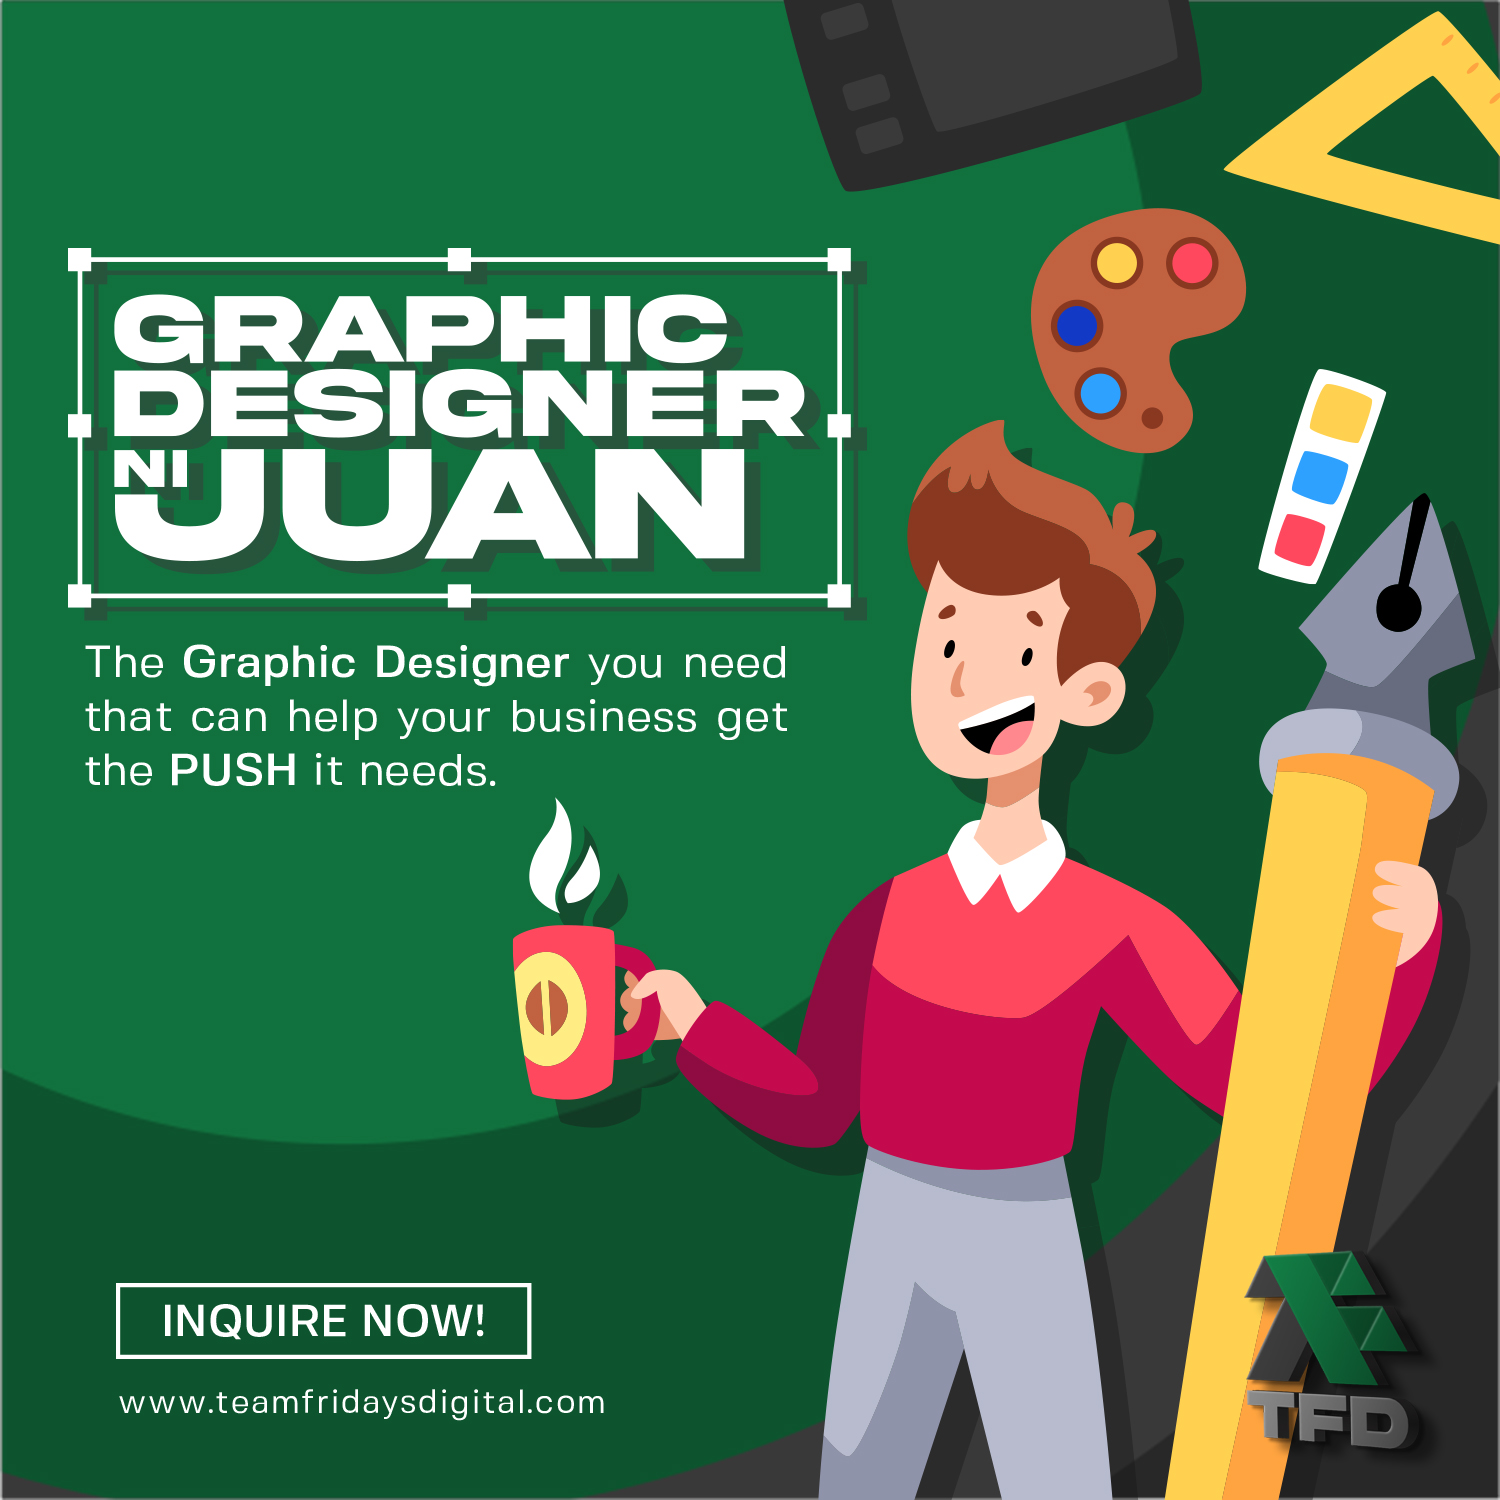 GRAPHIC
DESIGNER
NI
JUAN
The Graphic Designer you need
that can help your business get
the PUSH it needs.
INQUIRE NOW!
www.teamfridaysdigital.com
TFD